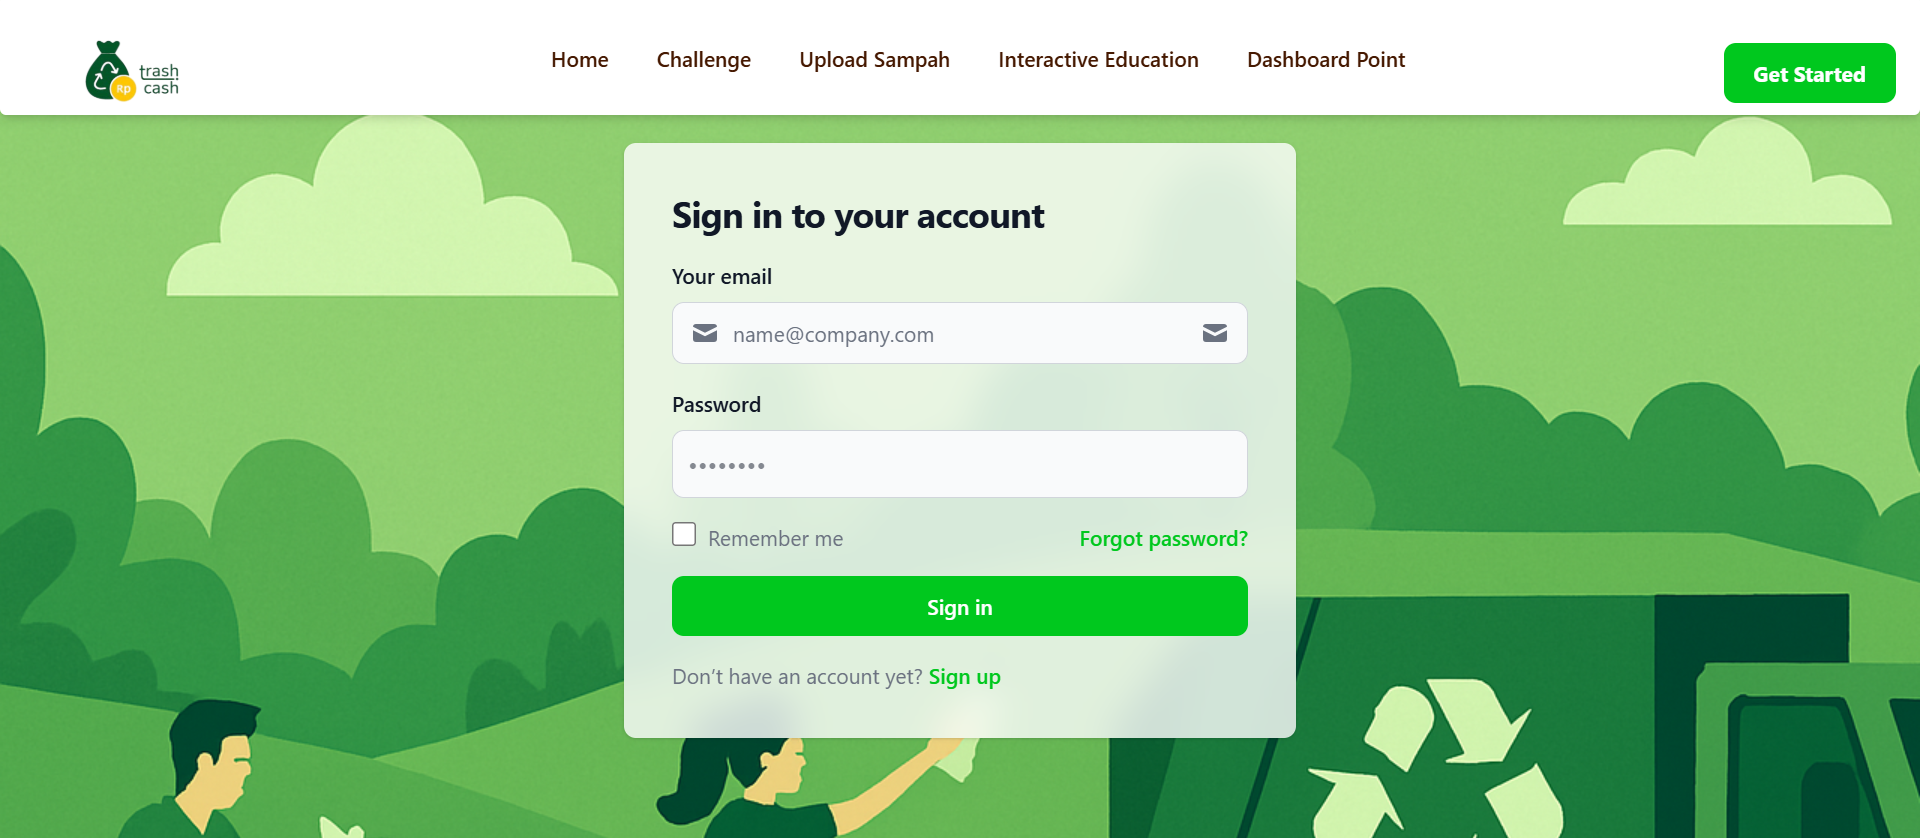 trash
cash
Rp
Home
Challenge
Upload Sampah
Interactive Education
Dashboard Point
Get Started
Sign in to your account
Your email
name@company.com
Password
••••••••
Remember me
Forgot password?
Sign in
Don’t have an account yet? Sign up